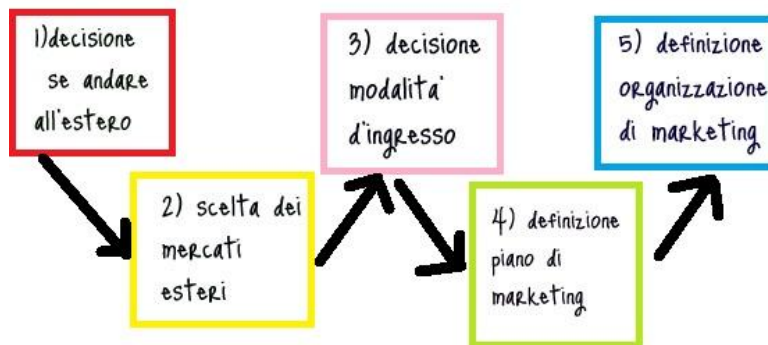 1)decisione
se andare
all'estero
2) scelta dei
mercati
esteri
3) decisione
modalita'
d'ingresso
4) definizione
piano di
marketing
5) definizione
organizzazione
di marketing